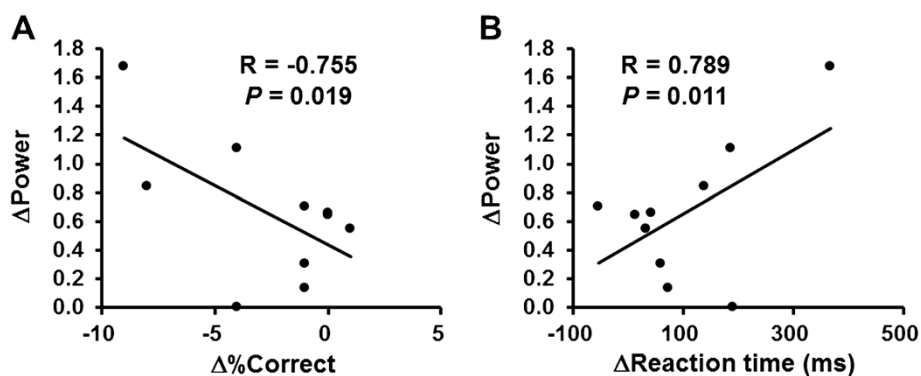 A
R = -0.755
P = 0.019
ΔPower
1.8
1.6
1.4
1.2
1.0
0.8
0.6
0.4
0.2
0.0
-10
-5
0
5
Δ%Correct
B
R = 0.789
P = 0.011
ΔPower
1.8
1.6
1.4
1.2
1.0
0.8
0.6
0.4
0.2
0.0
-100
100
300
500
ΔReaction time (ms)